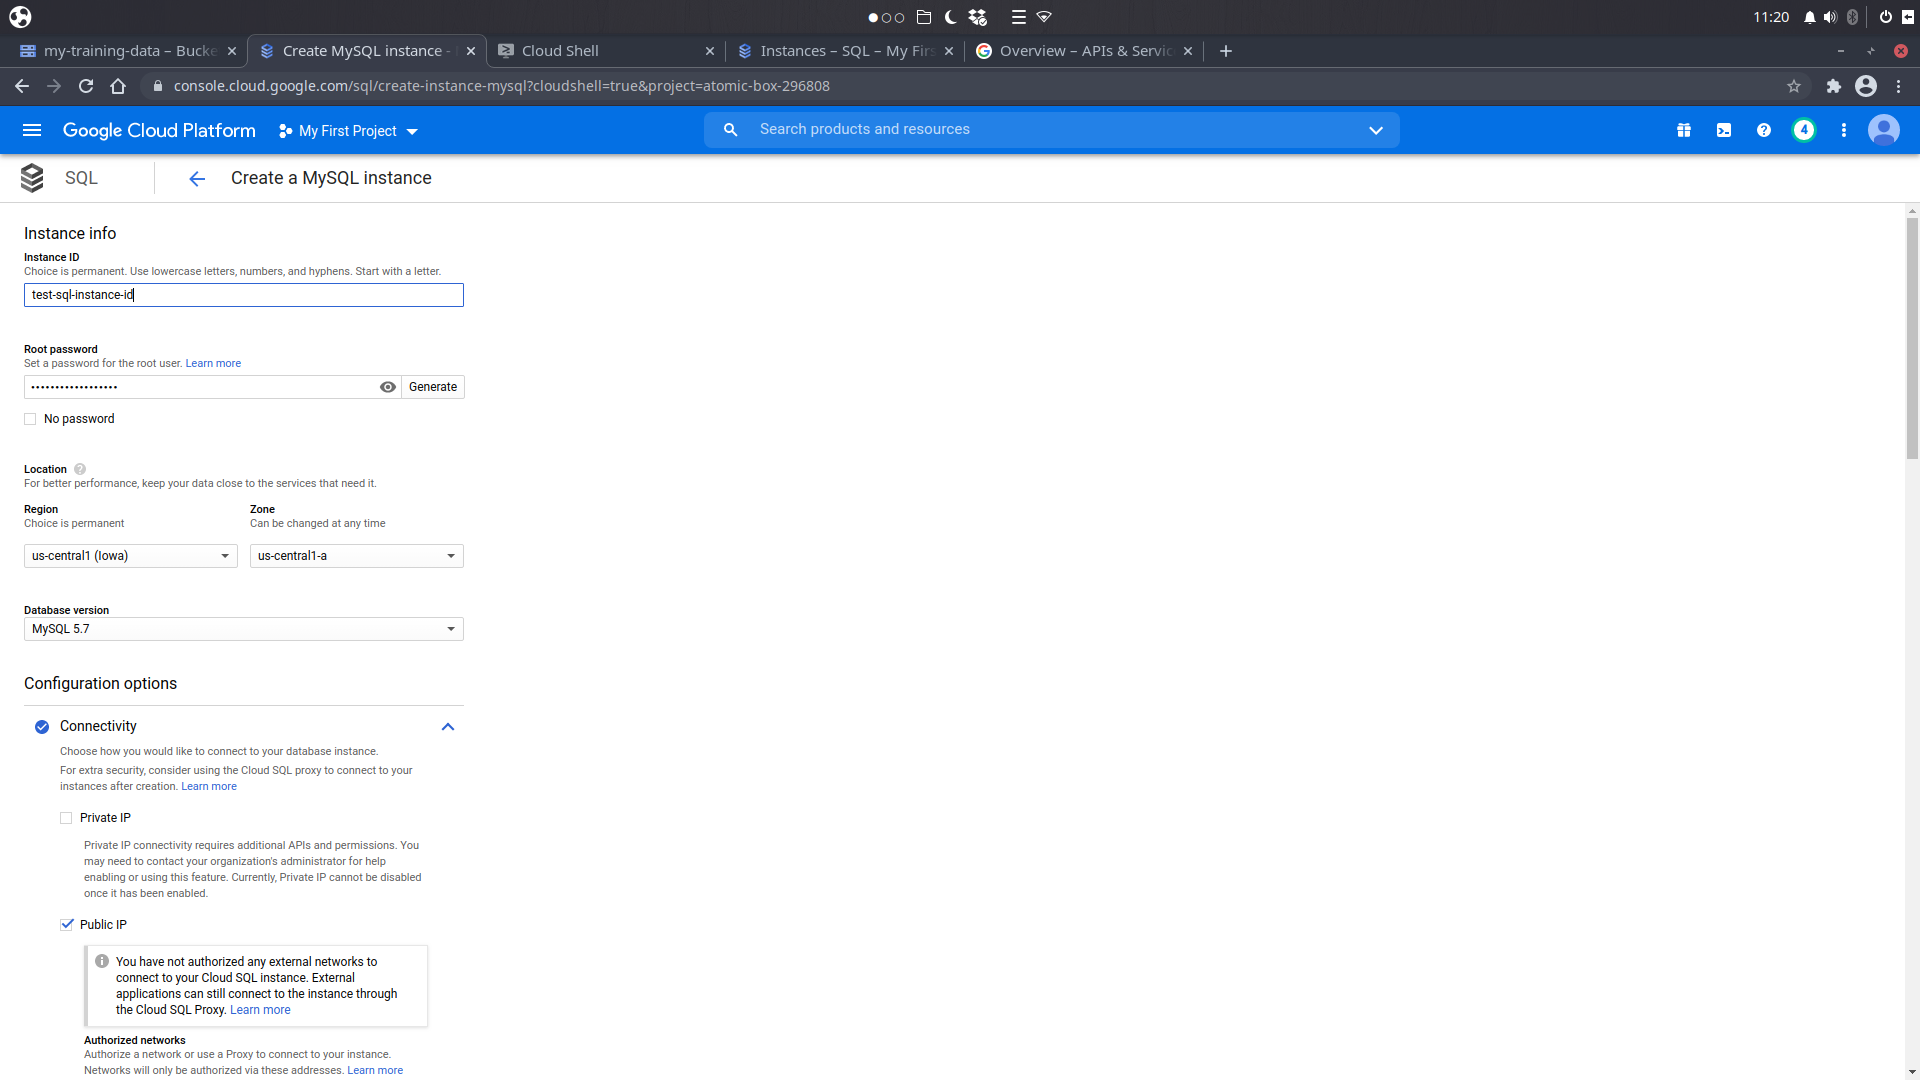 11:20
my-training-data – Bucke
Create MySQL instance -
Cloud Shell
Instances – SQL – My Firs
Overview – APIs & Servic
console.cloud.google.com/sql/create-instance-mysql?cloudshell=true&project=atomic-box-296808
Google Cloud Platform
My First Project
Search products and resources
4
SQL
Create a MySQL instance
Instance info
Instance ID
Choice is permanent. Use lowercase letters, numbers, and hyphens. Start with a letter.
test-sql-instance-id
Root password
Set a password for the root user. Learn more
••••••••••••••••••
Generate
No password
Location
For better performance, keep your data close to the services that need it.
Region
Zone
Choice is permanent
Can be changed at any time
us-central1 (Iowa)
us-central1-a
Database version
MySQL 5.7
Configuration options
Connectivity
Choose how you would like to connect to your database instance.
For extra security, consider using the Cloud SQL proxy to connect to your
instances after creation. Learn more
Private IP
Private IP connectivity requires additional APIs and permissions. You
may need to contact your organization's administrator for help
enabling or using this feature. Currently, Private IP cannot be disabled
once it has been enabled.
Public IP
You have not authorized any external networks to
connect to your Cloud SQL instance. External
applications can still connect to the instance through
the Cloud SQL Proxy. Learn more
Authorized networks
Authorize a network or use a Proxy to connect to your instance.
Networks will only be authorized via these addresses. Learn more